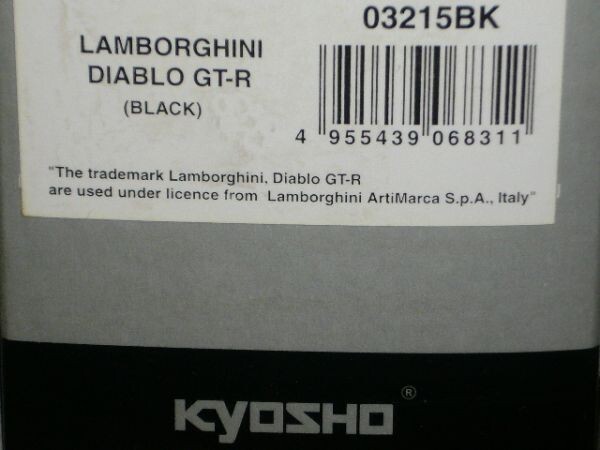 03215BK
LAMBORGHINI
DIABLO GT-R
(BLACK)
4 955439 068311
"The trademark Lamborghini, Diablo GT-R
are used under licence from Lamborghini ArtiMarca S.p.A., Italy"
KYOSHO®